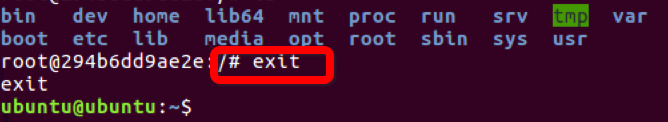 bin dev home lib64 mnt proc run srv tmp var
boot etc lib media opt root sbin sys usr
root@294b6dd9ae2e:/# exit
exit
ubuntu@ubuntu:~$